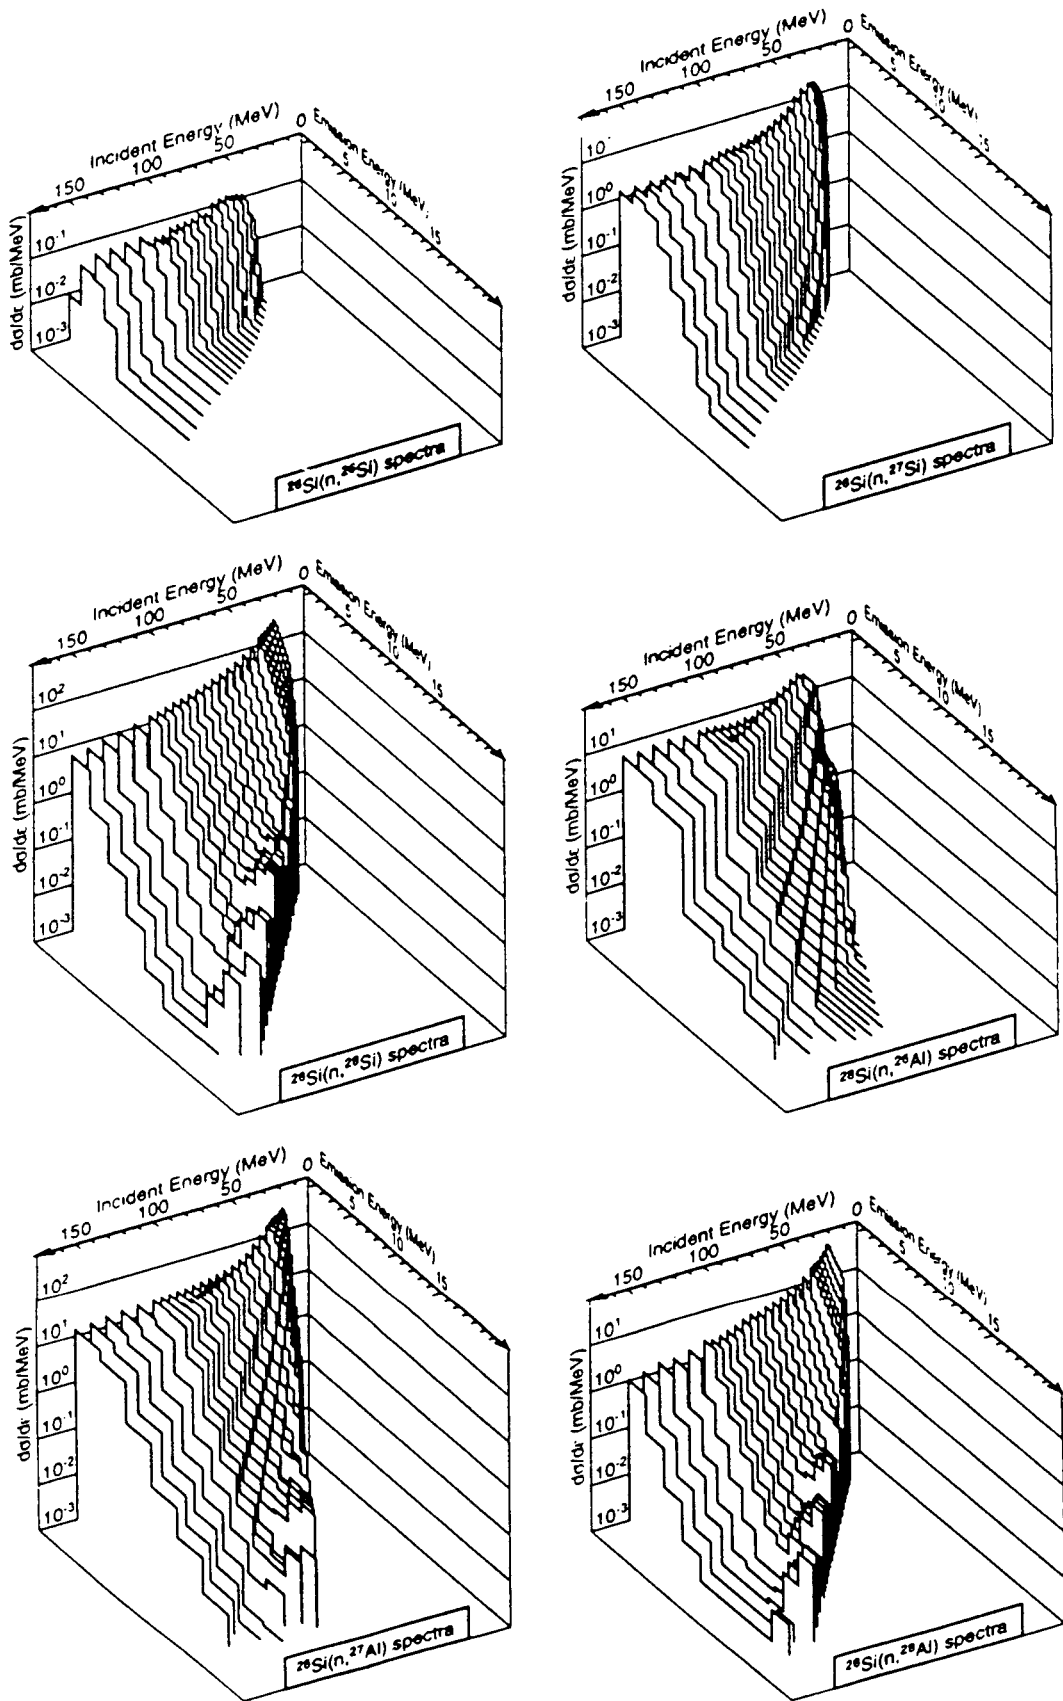 Incident Energy (MeV)
150 100 50 0
Emission Energy (MeV)
5 10 15
dσ/dε (mb/MeV)
10⁻¹
10⁻²
10⁻³
²⁸Si(n,²⁶Si) spectra
Incident Energy (MeV)
150 100 50 0
Emission Energy (MeV)
5 10 15
dσ/dε (mb/MeV)
10¹
10⁰
10⁻¹
10⁻²
10⁻³
²⁸Si(n,²⁷Si) spectra
Incident Energy (MeV)
150 100 50 0
Emission Energy (MeV)
5 10 15
dσ/dε (mb/MeV)
10²
10¹
10⁰
10⁻¹
10⁻²
10⁻³
²⁸Si(n,²⁸Si) spectra
Incident Energy (MeV)
150 100 50 0
Emission Energy (MeV)
5 10 15
dσ/dε (mb/MeV)
10¹
10⁰
10⁻¹
10⁻²
10⁻³
²⁸Si(n,²⁶Al) spectra
Incident Energy (MeV)
150 100 50 0
Emission Energy (MeV)
5 10 15
dσ/dε (mb/MeV)
10²
10¹
10⁰
10⁻¹
10⁻²
10⁻³
²⁸Si(n,²⁷Al) spectra
Incident Energy (MeV)
150 100 50 0
Emission Energy (MeV)
5 10 15
dσ/dε (mb/MeV)
10¹
10⁰
10⁻¹
10⁻²
10⁻³
²⁸Si(n,²⁸Al) spectra